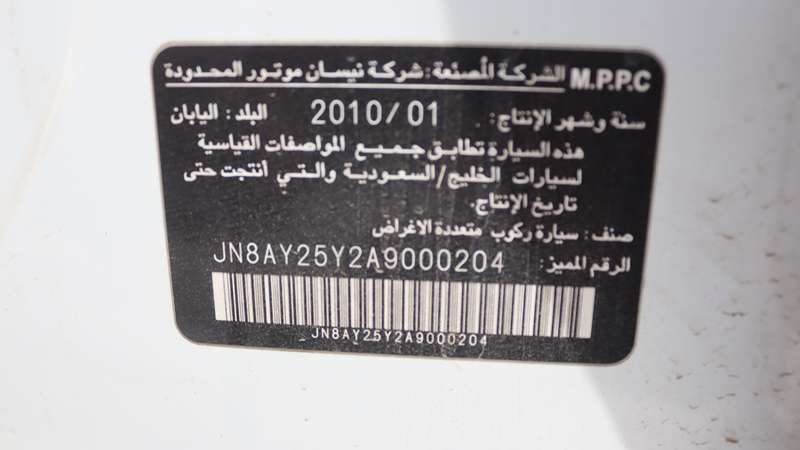 M.P.P.C الشركة المصنعة : شركة نيسان موتور المحدودة
سنة وشهر الإنتاج: 2010/01 البلد : اليابان
هذه السيارة تطابق جميع المواصفات القياسية
لسيارات الخليج/السعودية والتي أنتجت حتى
تاريخ الإنتاج.
صنف : سيارة ركوب متعددة الاغراض
الرقم المميز: JN8AY25Y2A9000204
JN8AY25Y2A9000204